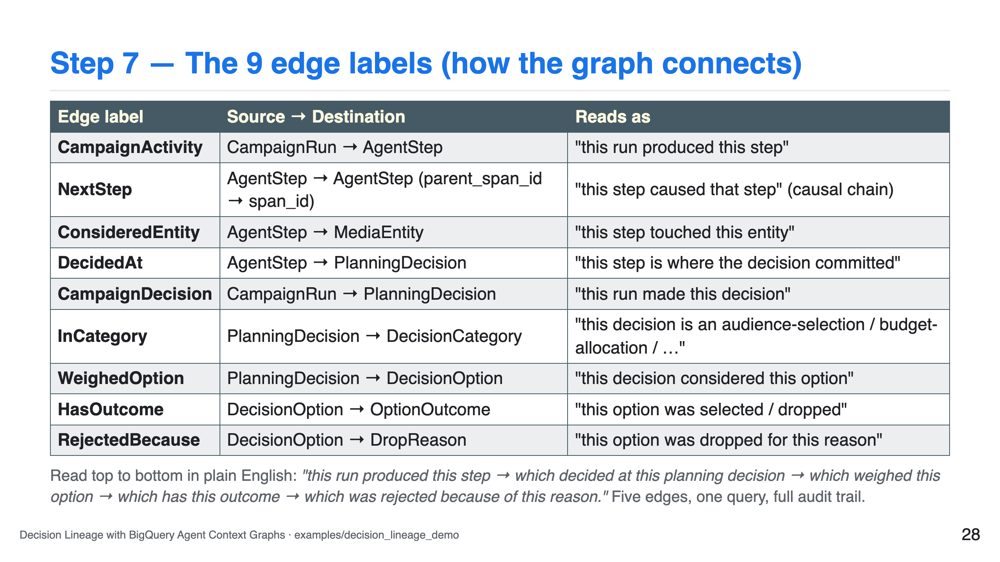 Step 7 — The 9 edge labels (how the graph connects)
Edge label Source → Destination Reads as
CampaignActivity CampaignRun → AgentStep "this run produced this step"
NextStep AgentStep → AgentStep (parent_span_id
→ span_id) "this step caused that step" (causal chain)
ConsideredEntity AgentStep → MediaEntity "this step touched this entity"
DecidedAt AgentStep → PlanningDecision "this step is where the decision committed"
CampaignDecision CampaignRun → PlanningDecision "this run made this decision"
InCategory PlanningDecision → DecisionCategory "this decision is an audience-selection / budget-
allocation / …"
WeighedOption PlanningDecision → DecisionOption "this decision considered this option"
HasOutcome DecisionOption → OptionOutcome "this option was selected / dropped"
RejectedBecause DecisionOption → DropReason "this option was dropped for this reason"
Read top to bottom in plain English: "this run produced this step → which decided at this planning decision → which weighed this
option → which has this outcome → which was rejected because of this reason." Five edges, one query, full audit trail.
Decision Lineage with BigQuery Agent Context Graphs · examples/decision_lineage_demo
28